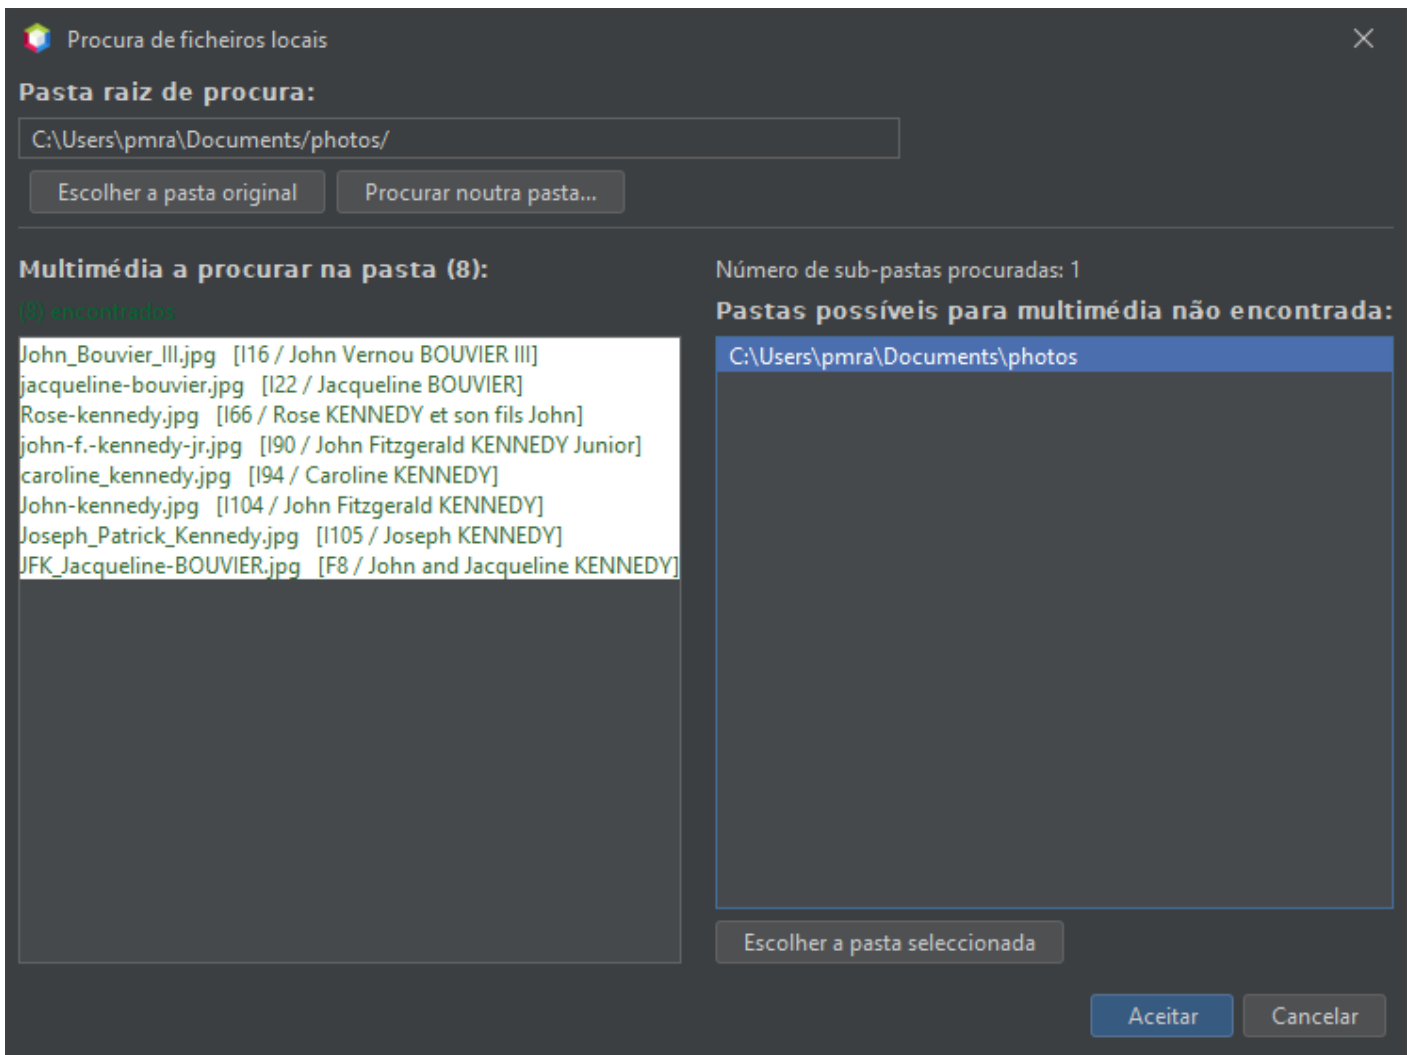 Procura de ficheiros locais
Pasta raiz de procura:
C:\Users\pmra\Documents/photos/
Escolher a pasta original
Procurar noutra pasta...
Multimédia a procurar na pasta (8):
(8) encontrados
John_Bouvier_III.jpg [I16 / John Vernou BOUVIER III]
jacqueline-bouvier.jpg [I22 / Jacqueline BOUVIER]
Rose-kennedy.jpg [I66 / Rose KENNEDY et son fils John]
john-f.-kennedy-jr.jpg [I90 / John Fitzgerald KENNEDY Junior]
caroline_kennedy.jpg [I94 / Caroline KENNEDY]
John-kennedy.jpg [I104 / John Fitzgerald KENNEDY]
Joseph_Patrick_Kennedy.jpg [I105 / Joseph KENNEDY]
JFK_Jacqueline-BOUVIER.jpg [F8 / John and Jacqueline KENNEDY]
Número de sub-pastas procuradas: 1
Pastas possíveis para multimédia não encontrada:
C:\Users\pmra\Documents\photos
Escolher a pasta seleccionada
Aceitar
Cancelar